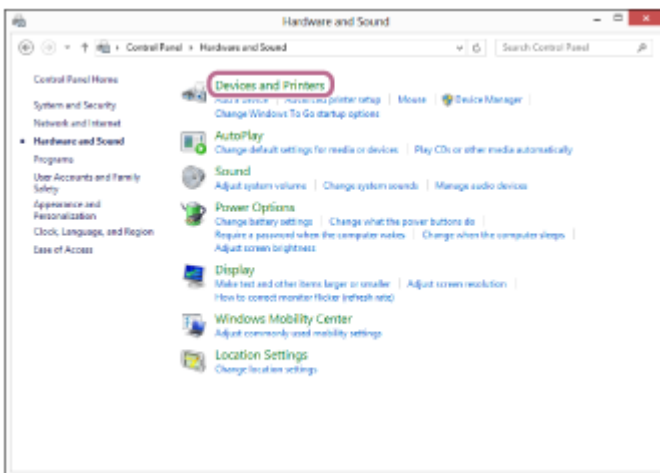 Hardware and Sound
Control Panel › Hardware and Sound
Search Control Panel
Control Panel Home
System and Security
Network and Internet
Hardware and Sound
Programs
User Accounts and Family
Safety
Appearance and
Personalization
Clock, Language, and Region
Ease of Access
Devices and Printers
Add a device | Advanced printer setup | Mouse | Device Manager
Change Windows To Go startup options
AutoPlay
Change default settings for media or devices | Play CDs or other media automatically
Sound
Adjust system volume | Change system sounds | Manage audio devices
Power Options
Change battery settings | Change what the power buttons do
Require a password when the computer wakes | Change when the computer sleeps
Adjust screen brightness
Display
Make text and other items larger or smaller | Adjust screen resolution
How to correct monitor flicker (refresh rate)
Windows Mobility Center
Adjust commonly used mobility settings
Location Settings
Change location settings